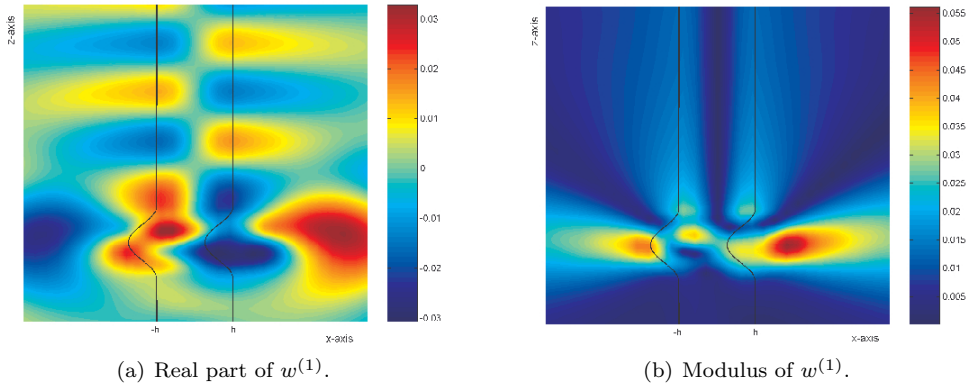 z-axis
0.03
0.02
0.01
0
-0.01
-0.02
-0.03
-h
h
x-axis
z-axis
0.055
0.05
0.045
0.04
0.035
0.03
0.025
0.02
0.015
0.01
0.005
-h
h
x-axis
(a) Real part of w⁽¹⁾.
(b) Modulus of w⁽¹⁾.